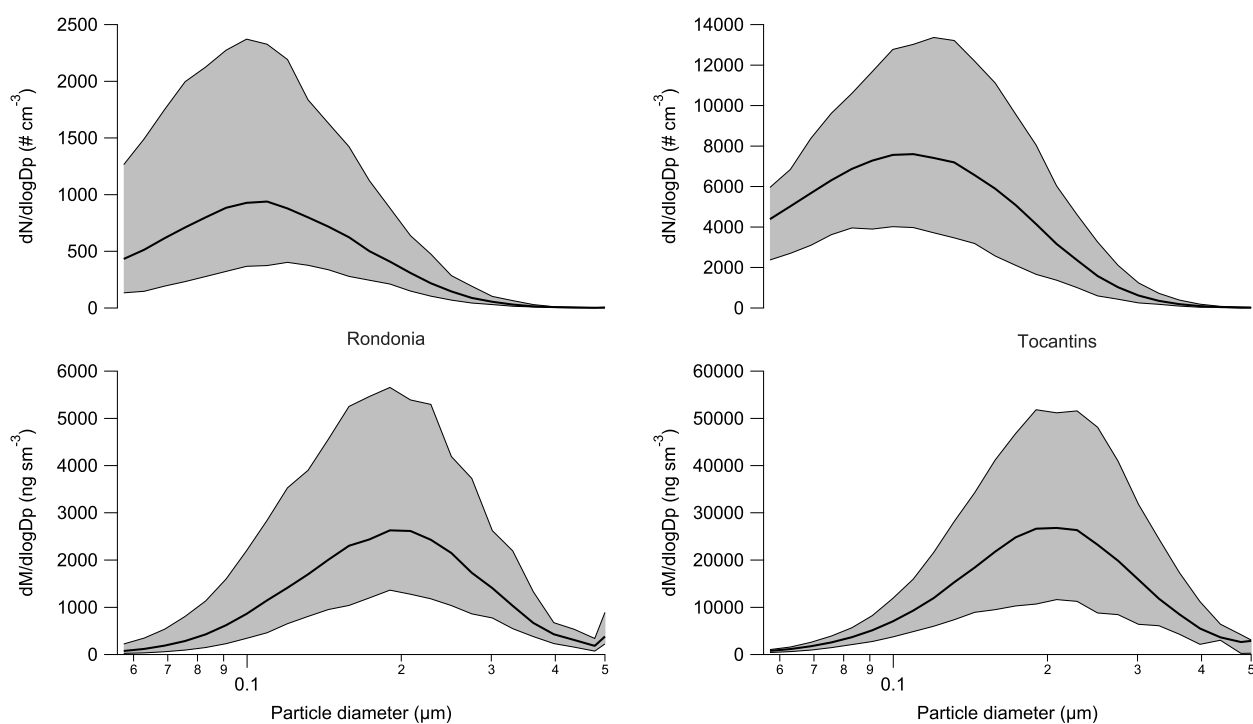 2500
2000
1500
1000
500
0
dN/dlogDp (# cm-3)
14000
12000
10000
8000
6000
4000
2000
0
dN/dlogDp (# cm-3)
Rondonia
Tocantins
6000
5000
4000
3000
2000
1000
0
dM/dlogDp (ng sm-3)
6 7 8 9 0.1 2 3 4 5
Particle diameter (µm)
60000
50000
40000
30000
20000
10000
0
dM/dlogDp (ng sm-3)
6 7 8 9 0.1 2 3 4 5
Particle diameter (µm)